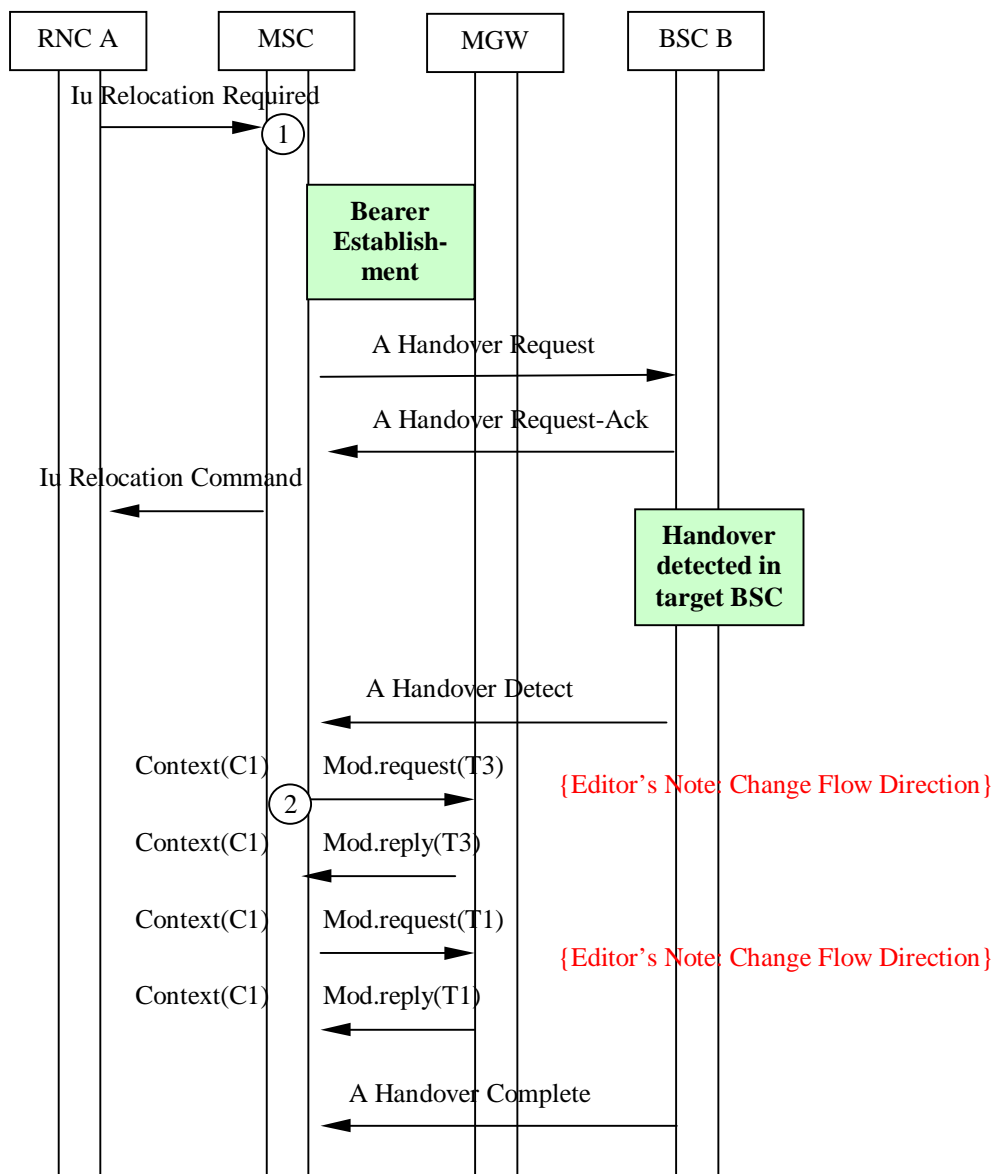 RNC A
MSC
MGW
BSC B
Iu Relocation Required
1
Bearer
Establish-
ment
A Handover Request
A Handover Request-Ack
Iu Relocation Command
Handover
detected in
target BSC
A Handover Detect
Context(C1) Mod.request(T3)
{Editor's Note: Change Flow Direction}
2
Context(C1) Mod.reply(T3)
Context(C1) Mod.request(T1)
{Editor's Note: Change Flow Direction}
Context(C1) Mod.reply(T1)
A Handover Complete